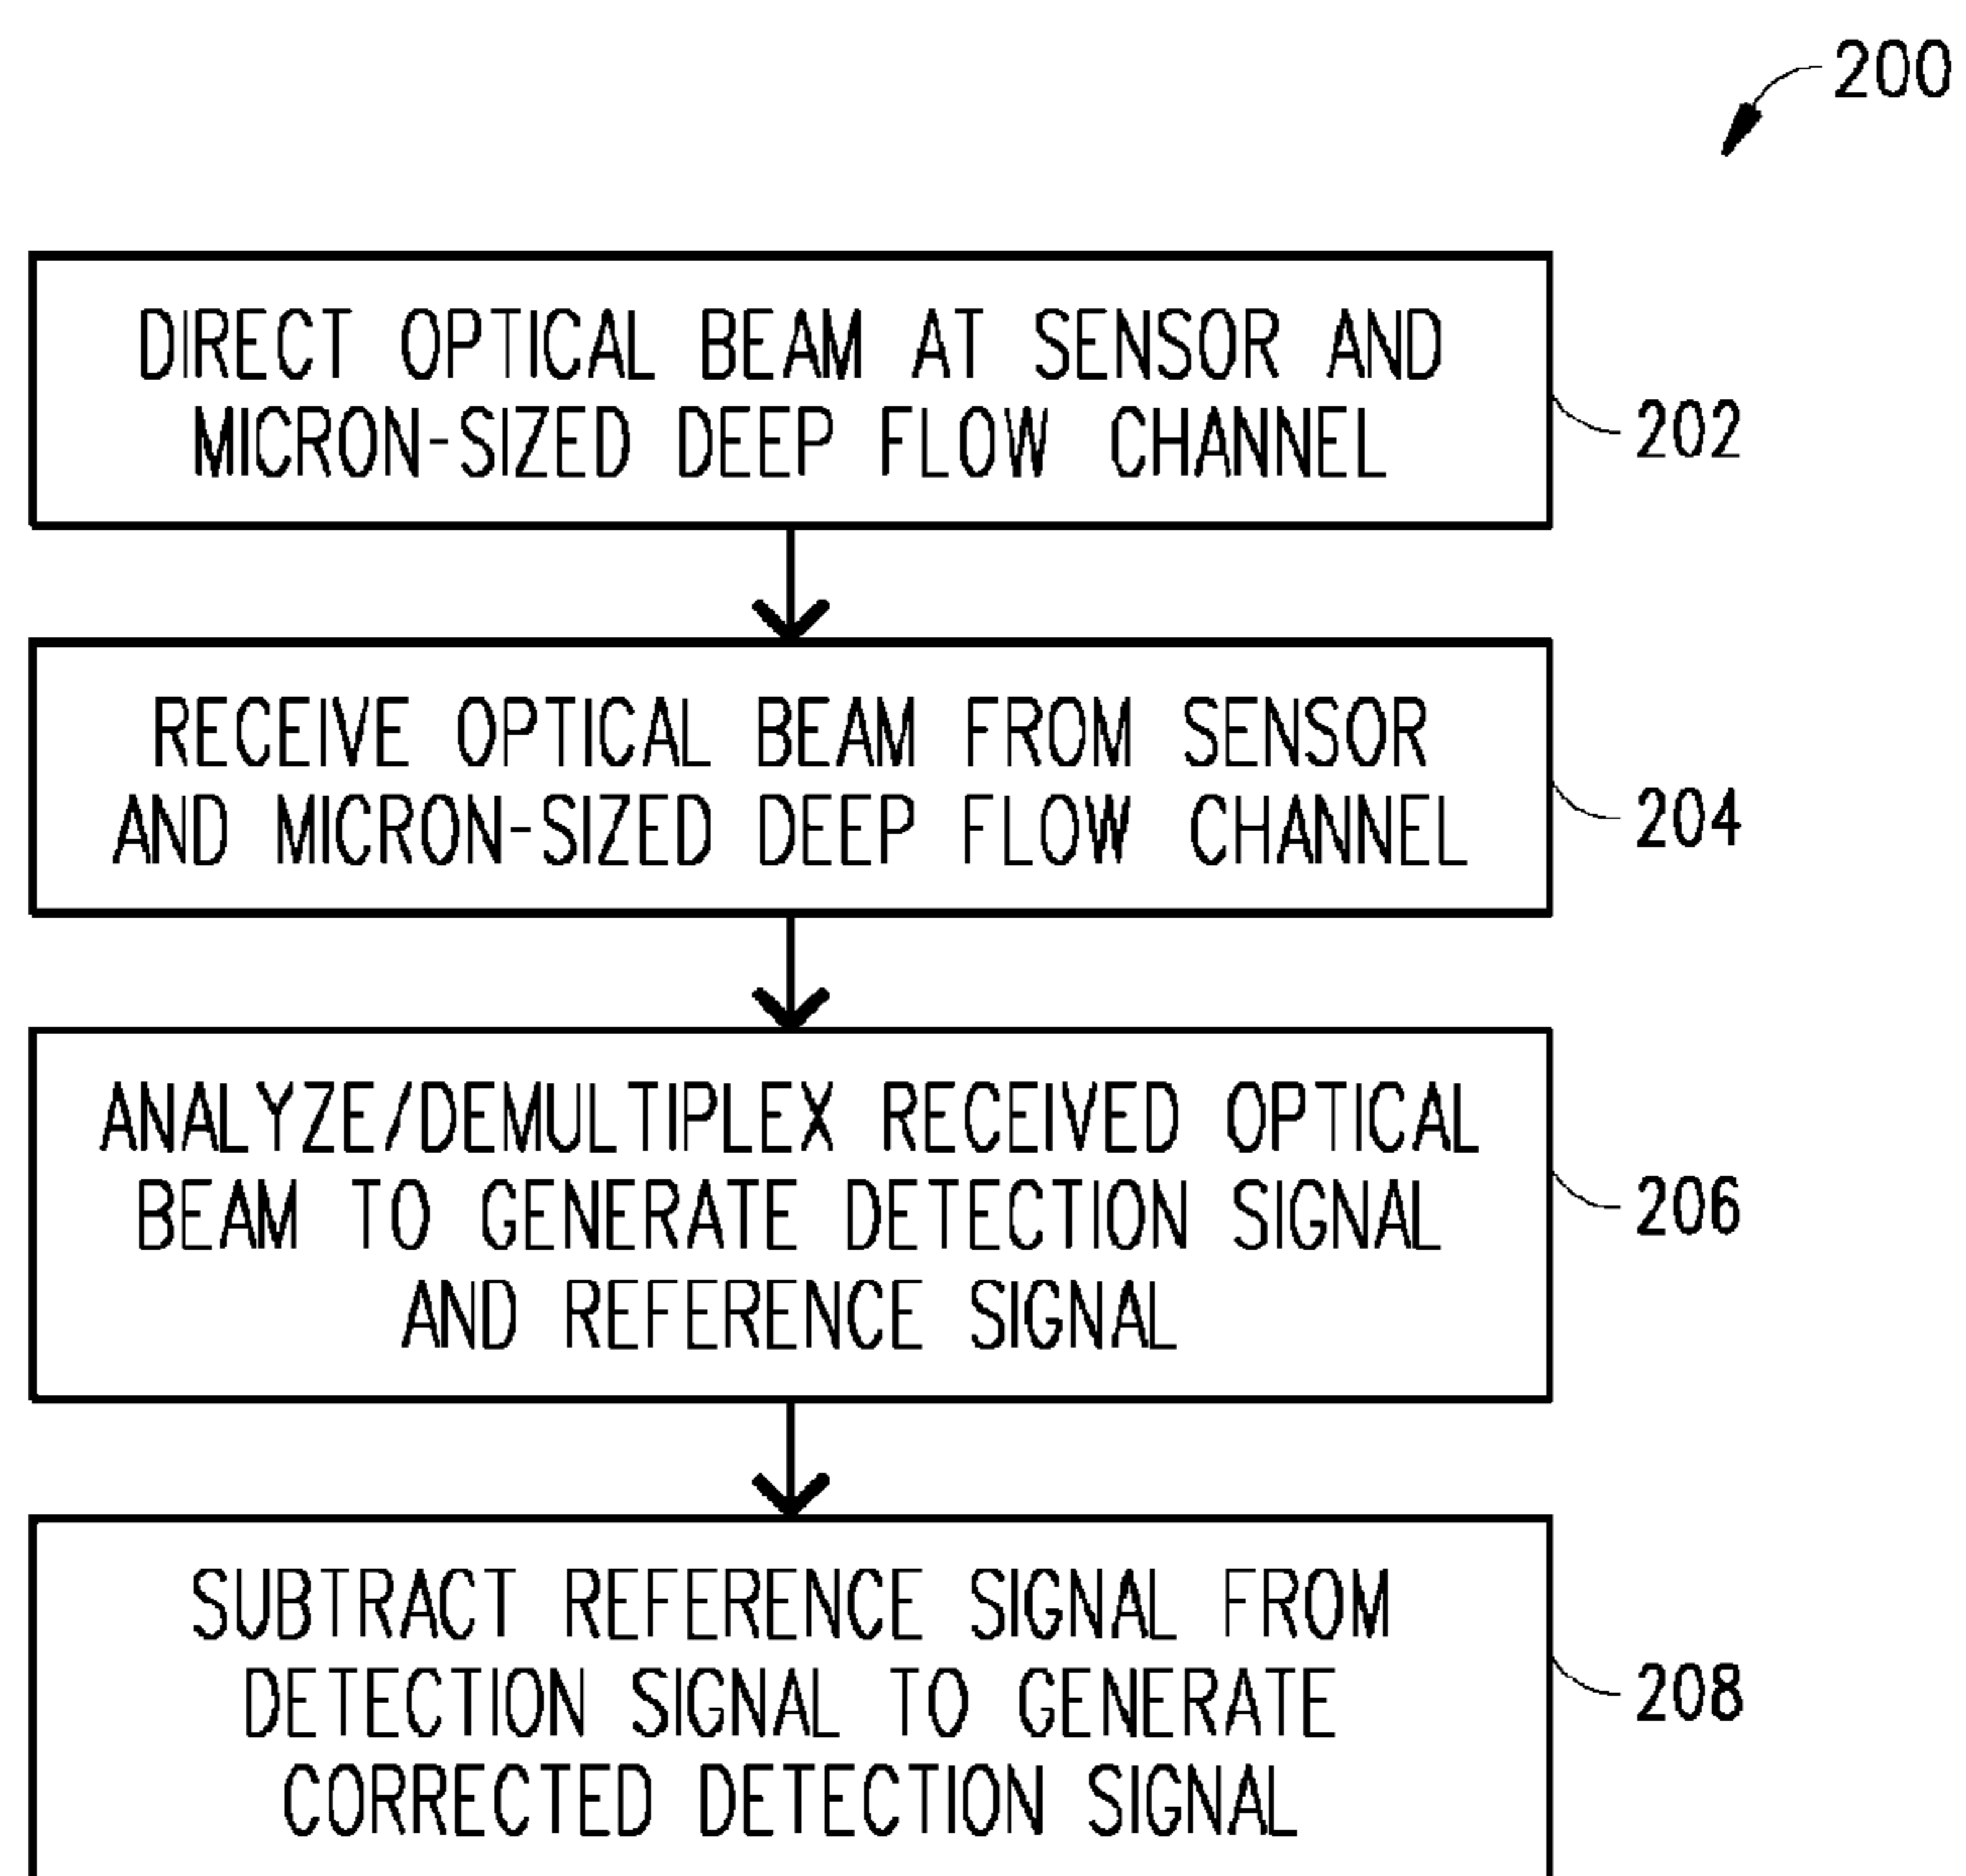 200
DIRECT OPTICAL BEAM AT SENSOR AND
MICRON-SIZED DEEP FLOW CHANNEL
202
RECEIVE OPTICAL BEAM FROM SENSOR
AND MICRON-SIZED DEEP FLOW CHANNEL
204
ANALYZE/DEMULTIPLEX RECEIVED OPTICAL
BEAM TO GENERATE DETECTION SIGNAL
AND REFERENCE SIGNAL
206
SUBTRACT REFERENCE SIGNAL FROM
DETECTION SIGNAL TO GENERATE
CORRECTED DETECTION SIGNAL
208